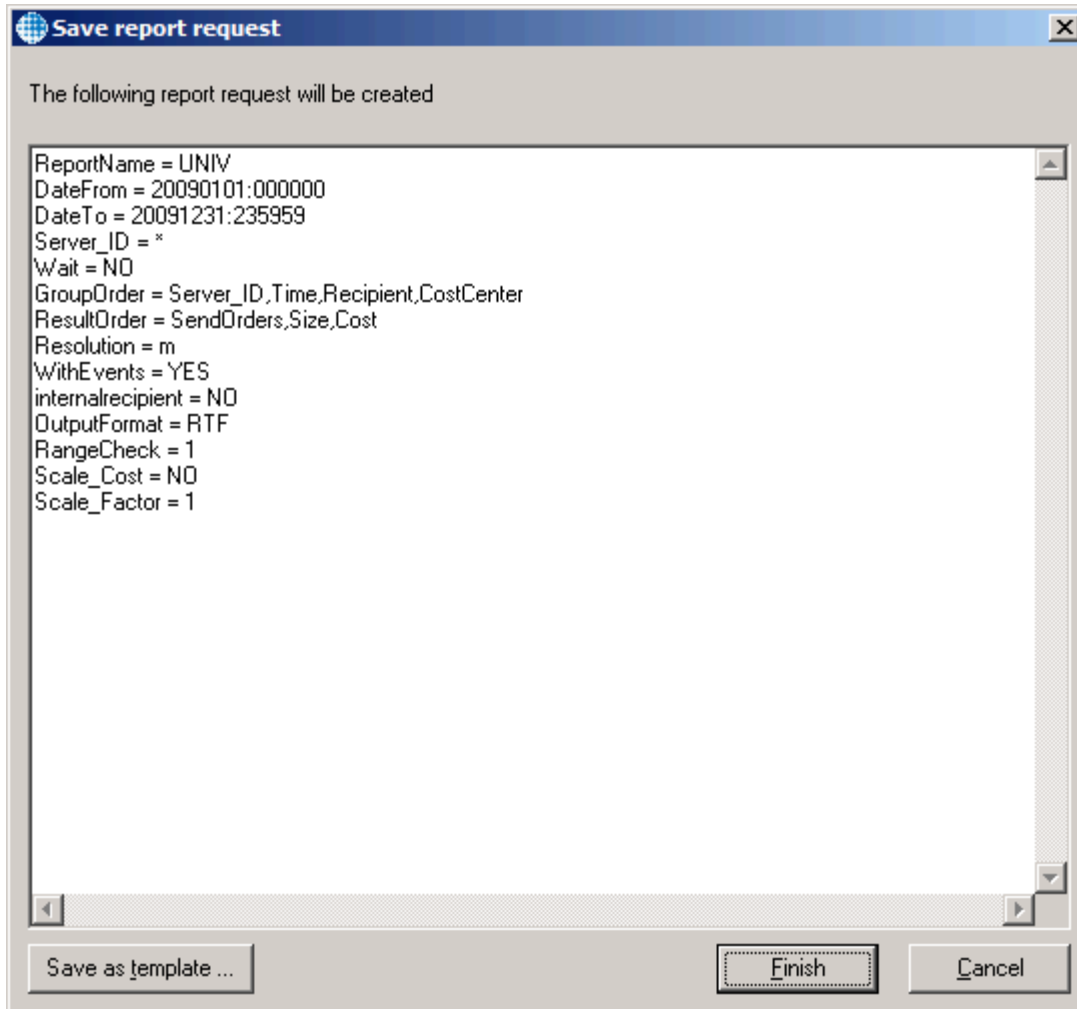 Save report request
The following report request will be created
ReportName = UNIV
DateFrom = 20090101:000000
DateTo = 20091231:235959
Server_ID = *
Wait = NO
GroupOrder = Server_ID,Time,Recipient,CostCenter
ResultOrder = SendOrders,Size,Cost
Resolution = m
WithEvents = YES
internalrecipient = NO
OutputFormat = RTF
RangeCheck = 1
Scale_Cost = NO
Scale_Factor = 1
Save as template ...
Finish
Cancel